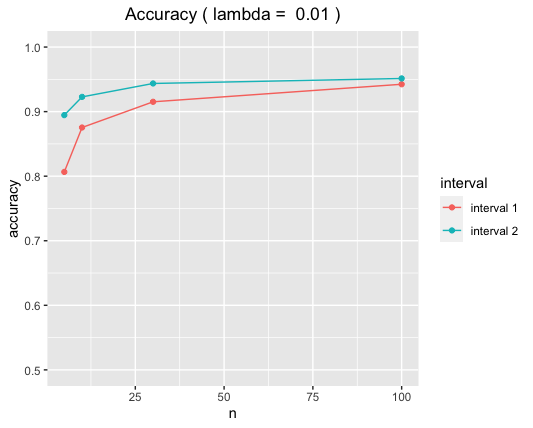 Accuracy ( lambda =  0.01 )
1.0
0.9
0.8
0.7
0.6
0.5
accuracy
25
50
75
100
n
interval
interval 1
interval 2